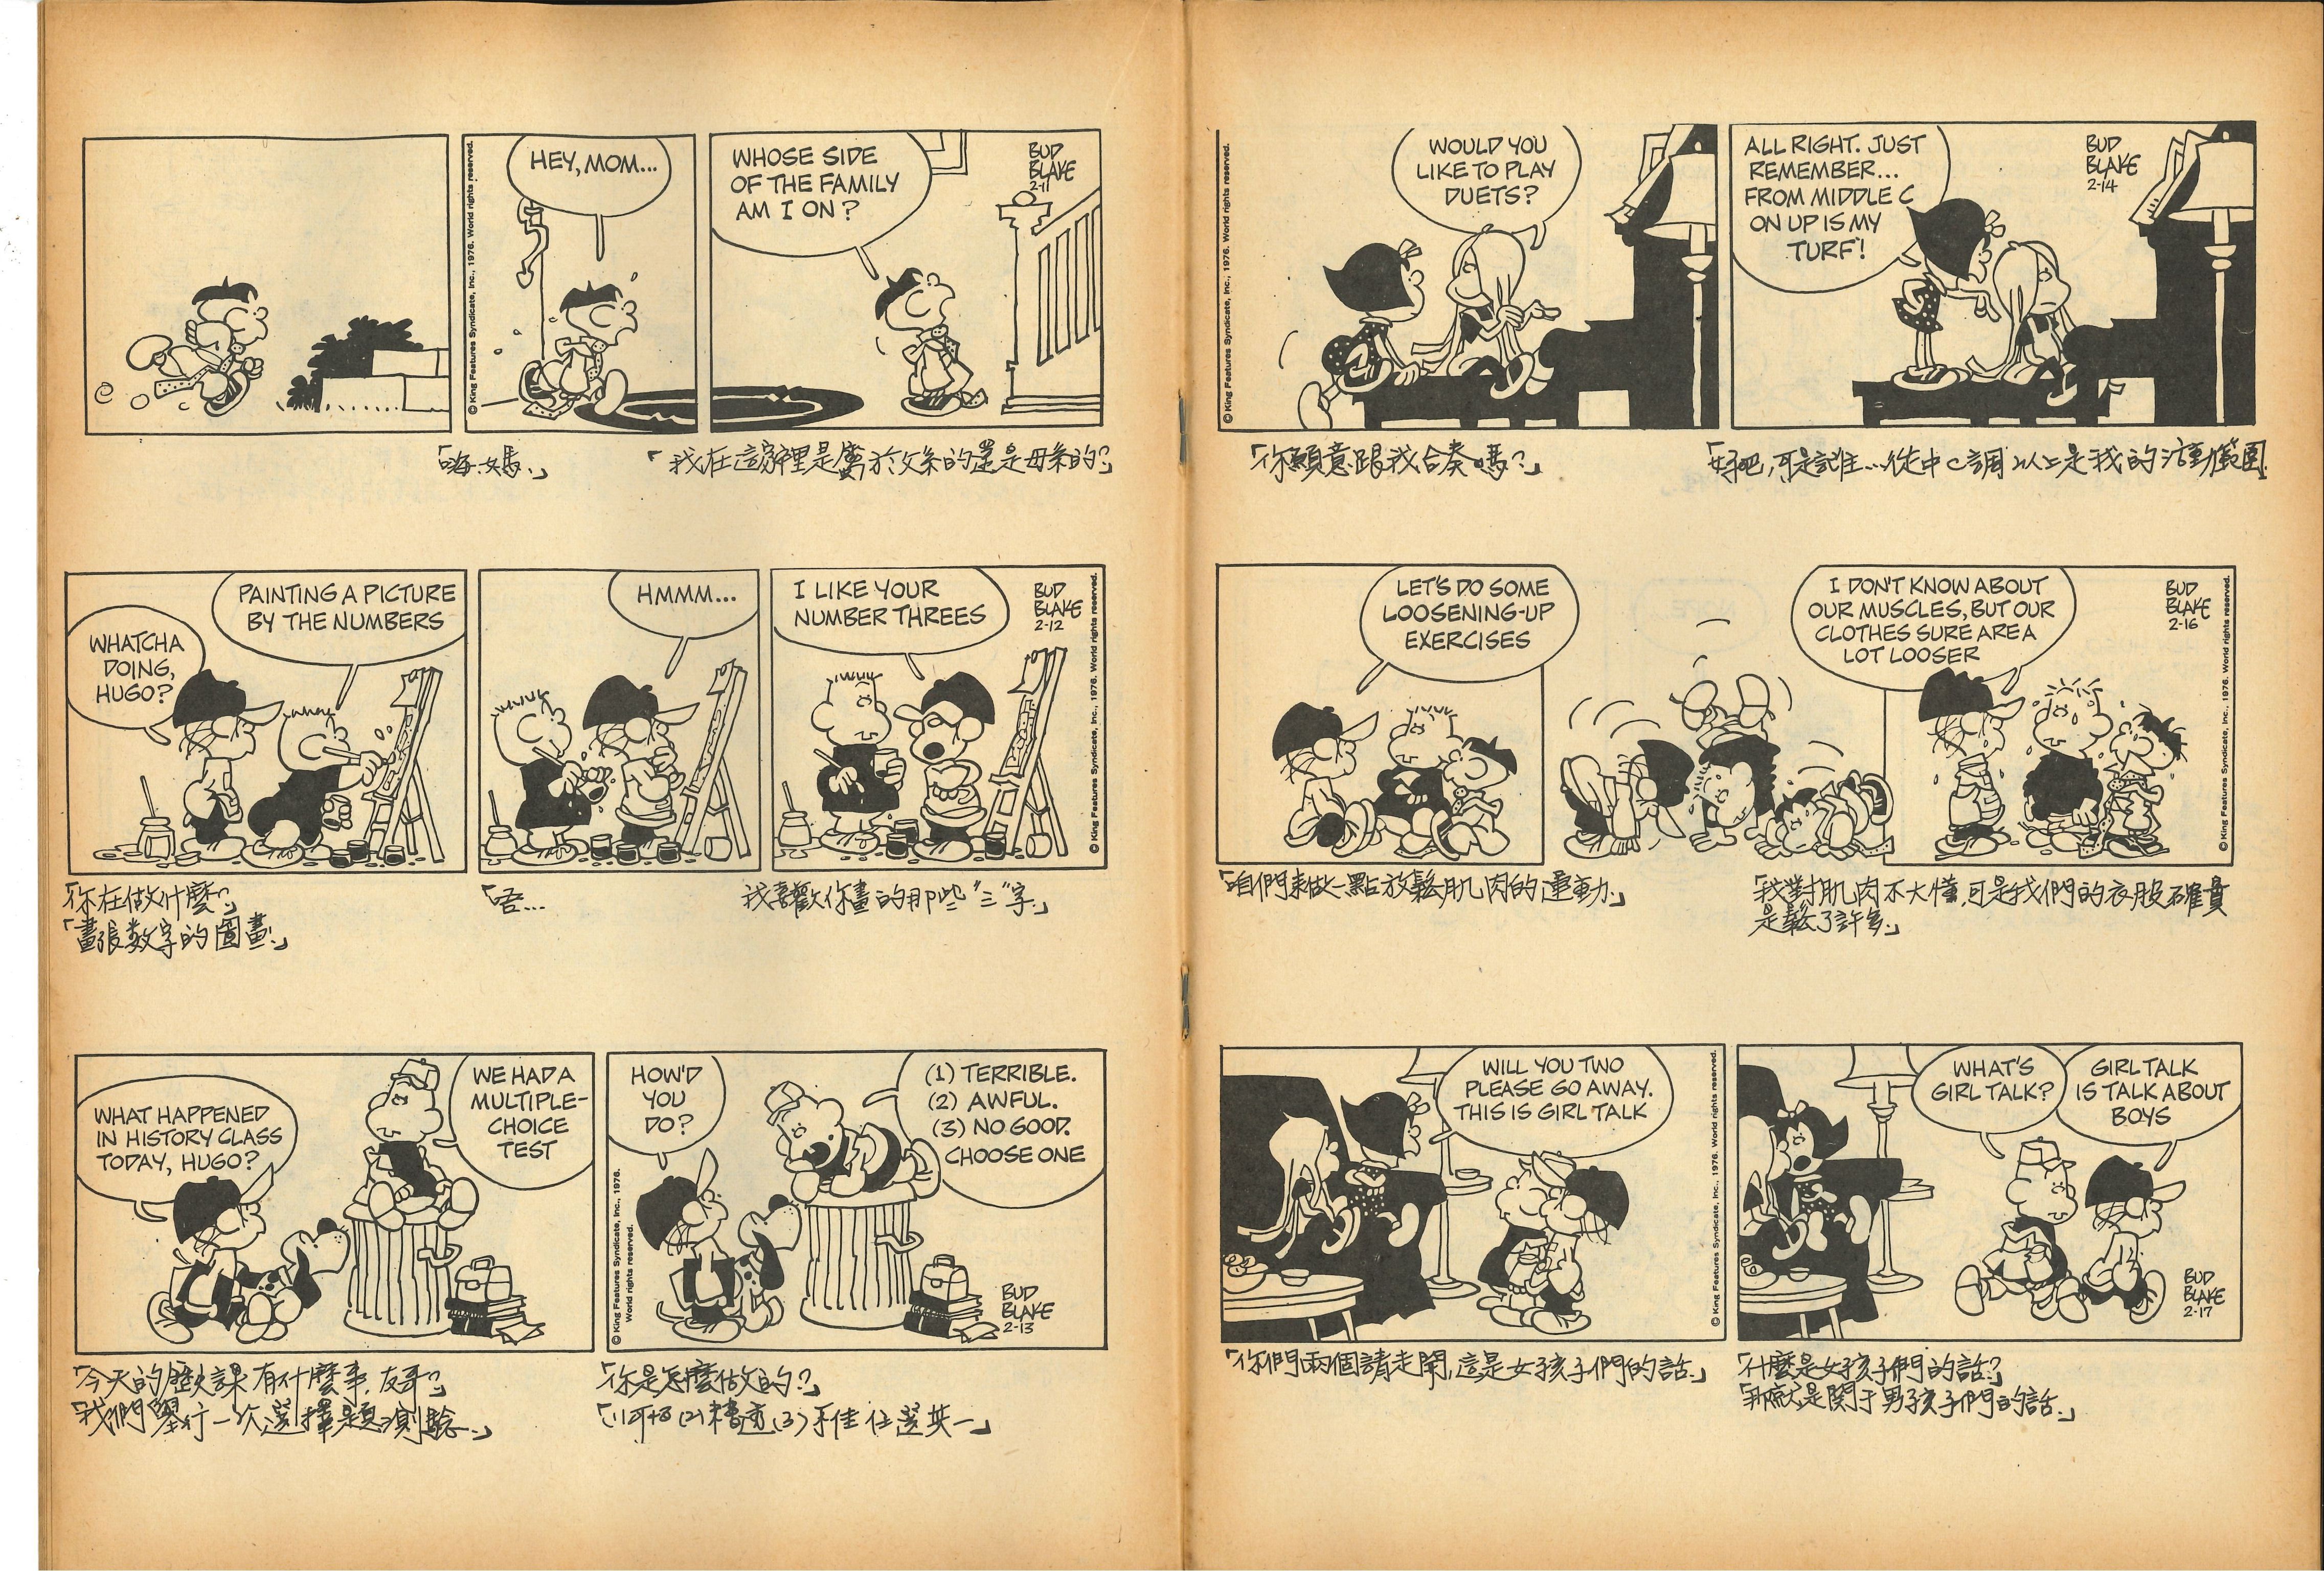 HEY, MOM...
WHOSE SIDE
OF THE FAMILY
AM I ON?
BUD
BLAKE
2-11
© King Features Syndicate, Inc., 1976. World rights reserved.
「嗨,媽.」
「我在這家裡是屬於父系的還是母系的?」
WHATCHA
DOING,
HUGO?
PAINTING A PICTURE
BY THE NUMBERS
HMMM...
I LIKE YOUR
NUMBER THREES
BUD
BLAKE
2-12
© King Features Syndicate, Inc., 1976. World rights reserved.
「你在做什麼?」
「畫張数字的圖畫.」
「唔...
我喜歡你畫的那些“三”字.」
WHAT HAPPENED
IN HISTORY CLASS
TODAY, HUGO?
WE HAD A
MULTIPLE-
CHOICE
TEST
HOW'D
YOU
DO?
(1) TERRIBLE.
(2) AWFUL.
(3) NO GOOD.
CHOOSE ONE
© King Features Syndicate, Inc., 1976.
World rights reserved.
BUD
BLAKE
2-13
「今天的歷史課有什麼事,友哥?」
「我們舉行一次選擇題測驗.」
「你是怎麼做的?」
(2)糟透(3)不佳 任選其一」
WOULD YOU
LIKE TO PLAY
DUETS?
ALL RIGHT. JUST
REMEMBER...
FROM MIDDLE C
ON UP IS MY
TURF!
BUD
BLAKE
2-14
© King Features Syndicate, Inc., 1976. World rights reserved.
「你願意跟我合奏嗎?」
「好吧,可是記住...從中C調以上是我的活動範圍.
LET'S DO SOME
LOOSENING-UP
EXERCISES
I DON'T KNOW ABOUT
OUR MUSCLES, BUT OUR
CLOTHES SURE ARE A
LOT LOOSER
BUD
BLAKE
2-16
© King Features Syndicate, Inc., 1976. World rights reserved.
「咱們來做一點放鬆肌肉的運動.」
「我對肌肉不大懂,可是我們的衣服確實
是鬆了許多.」
WILL YOU TWO
PLEASE GO AWAY.
THIS IS GIRL TALK
WHAT'S
GIRL TALK?
GIRL TALK
IS TALK ABOUT
BOYS
© King Features Syndicate, Inc., 1976. World rights reserved.
BUD
BLAKE
2-17
「你們兩個請走開,這是女孩子們的話.」
「什麼是女孩子們的話?」
「那就是関于男孩子們的話.」